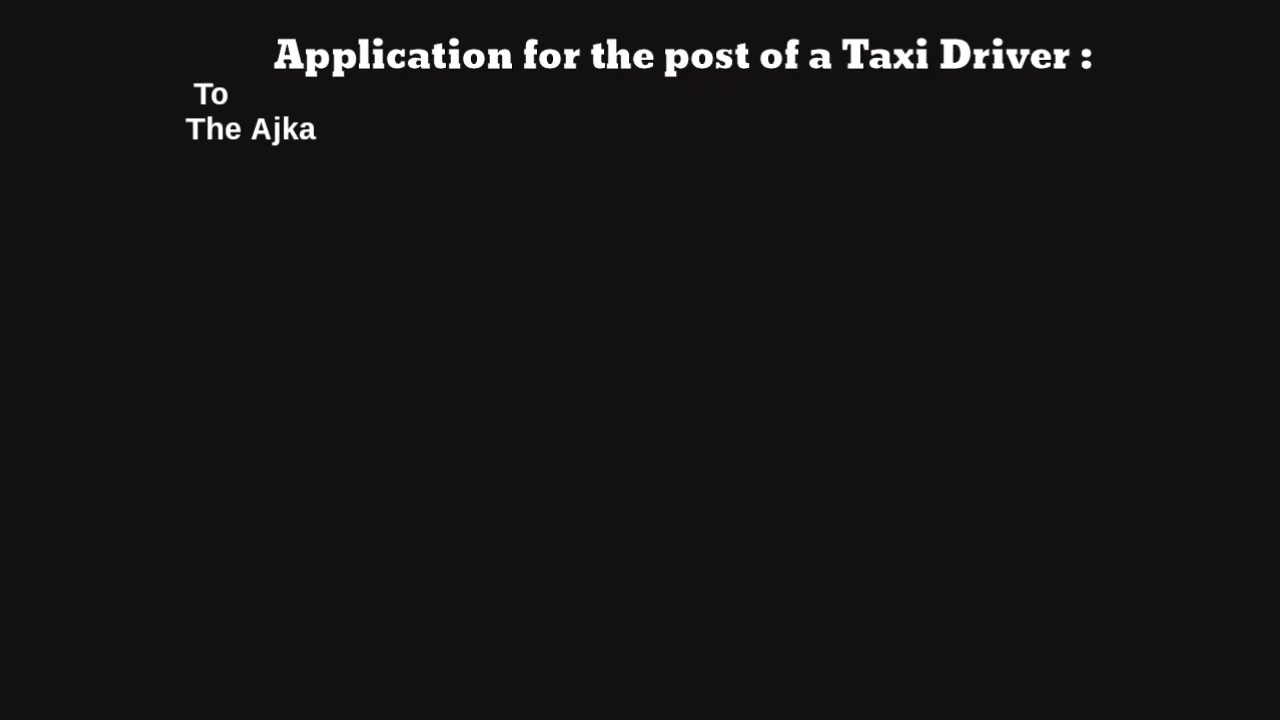 Application for the post of a Taxi Driver :
To
The Ajka